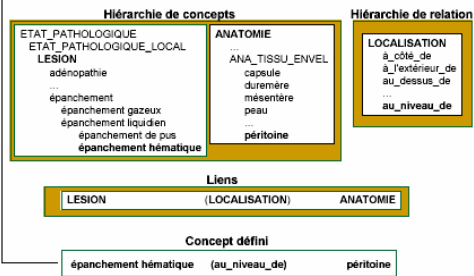 Hiérarchie de concepts
ETAT_PATHOLOGIQUE
ETAT_PATHOLOGIQUE_LOCAL
LESION
adénopathie
...
épanchement
épanchement gazeux
épanchement liquidien
épanchement de pus
épanchement hématique
ANATOMIE
...
ANA_TISSU_ENVEL
capsule
duremère
mésentère
peau
...
péritoine
Hiérarchie de relation
LOCALISATION
à_côté_de
à_l'extérieur_de
au_dessus_de
...
au_niveau_de
Liens
LESION (LOCALISATION) ANATOMIE
Concept défini
épanchement hématique (au_niveau_de) péritoine